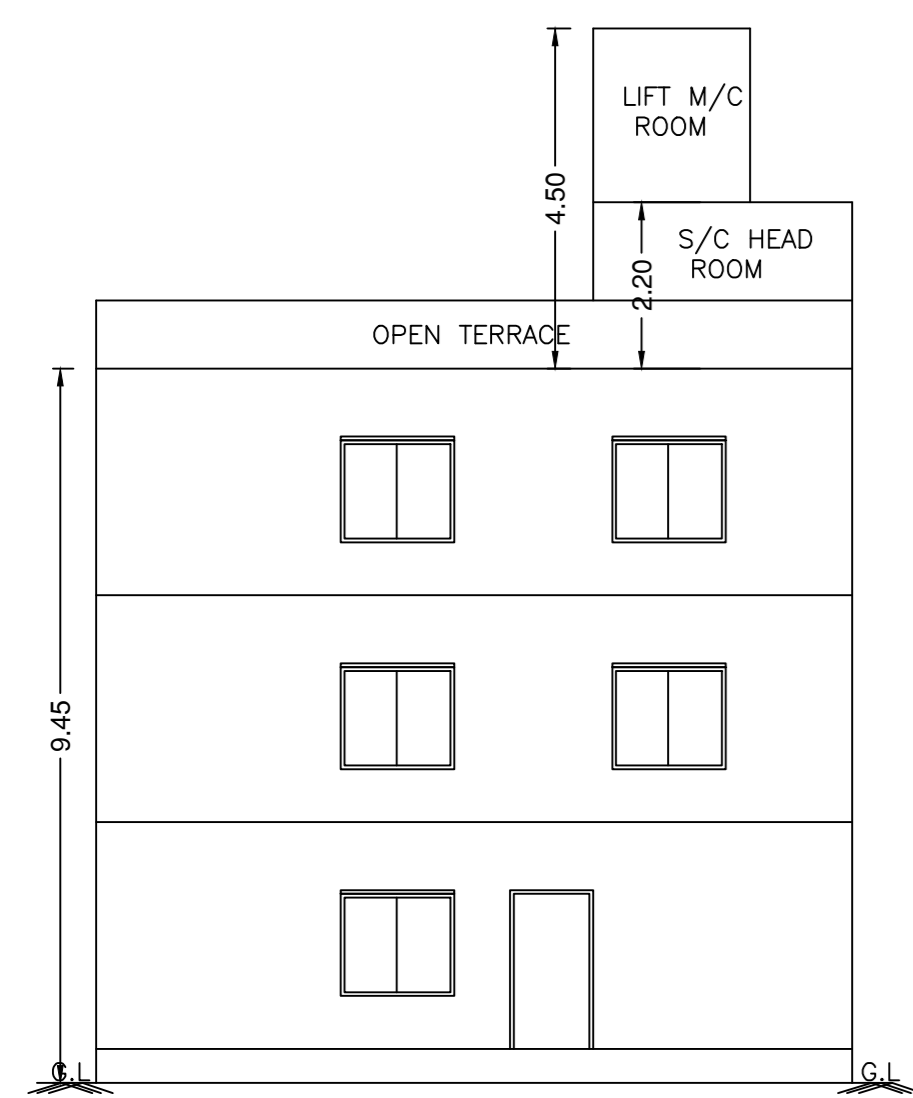 LIFT M/C
ROOM
4.50
S/C HEAD
ROOM
2.20
OPEN TERRACE
9.45
G.L
G.L